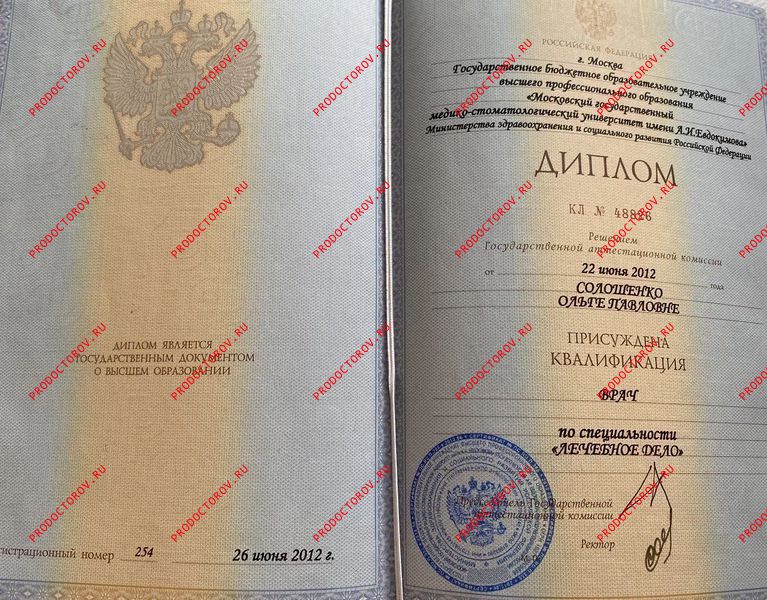 ДИПЛОМ ЯВЛЯЕТСЯ
ГОСУДАРСТВЕННЫМ ДОКУМЕНТОМ
О ВЫСШЕМ ОБРАЗОВАНИИ
номер 254 26 июня 2012 г.
РОССИЙСКАЯ ФЕДЕРАЦИЯ
г. Москва
Государственное бюджетное образовательное учреждение
высшего профессионального образования
«Московский государственный
медико-стоматологический университет имени А.И.Евдокимова»
Министерства здравоохранения и социального развития Российской Федерации
ДИПЛОМ
КЛ № 48826
Решением
Государственной аттестационной комиссии
от 22 июня 2012 года
СОЛОШЕНКО
ОЛЬГЕ ПАВЛОВНЕ
ПРИСУЖДЕНА
КВАЛИФИКАЦИЯ
ВРАЧ
по специальности
«ЛЕЧЕБНОЕ ДЕЛО»
Государственной
аттестационной комиссии
Ректор
PRODOCTOROV.RU